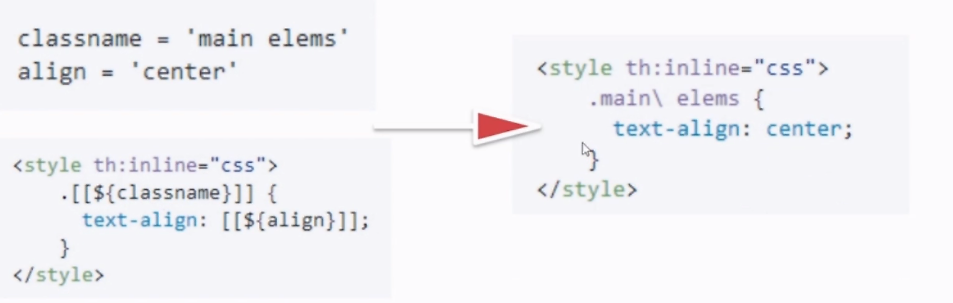 classname = 'main elems'
align = 'center'
<style th:inline="css">
    .[[${classname}]] {
      text-align: [[${align}]];
    }
</style>
<style th:inline="css">
    .main\ elems {
      text-align: center;
    }
</style>